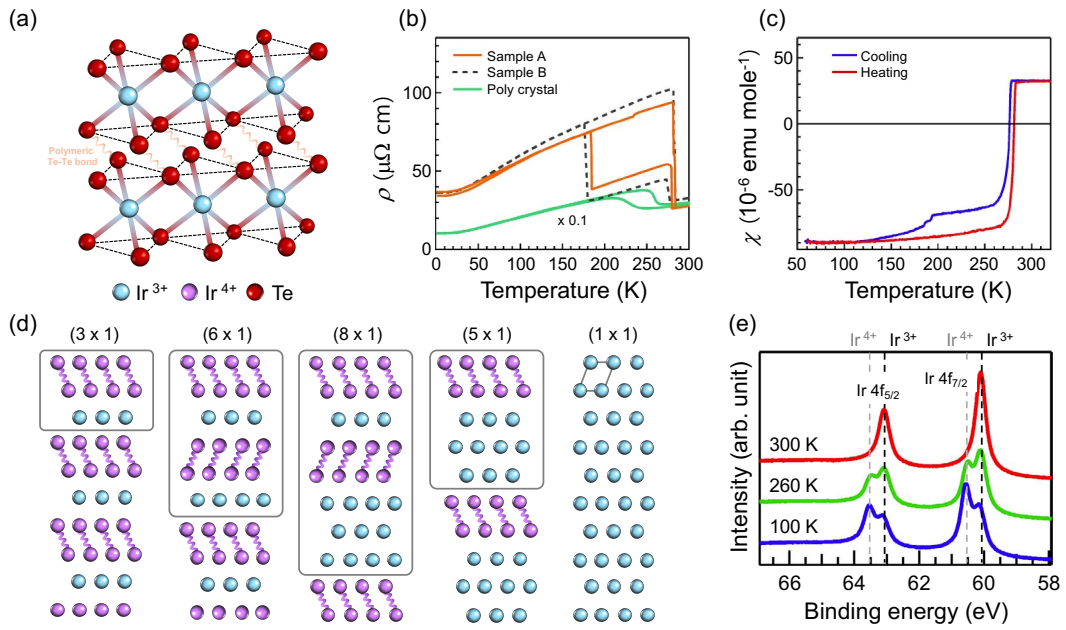 (a)
Polymeric
Te-Te bond
Ir 3+
Ir 4+
Te
(b)
Sample A
Sample B
Poly crystal
x 0.1
ρ (μΩ cm)
100
50
0
0 50 100 150 200 250 300
Temperature (K)
(c)
Cooling
Heating
χ (10-6 emu mole-1)
50
0
-50
50 100 150 200 250 300
Temperature (K)
(d)
(3 x 1)
(6 x 1)
(8 x 1)
(5 x 1)
(1 x 1)
(e)
Ir 4+
Ir 3+
Ir 4+
Ir 3+
Ir 4f5/2
Ir 4f7/2
300 K
260 K
100 K
Intensity (arb. unit)
66 64 62 60 58
Binding energy (eV)